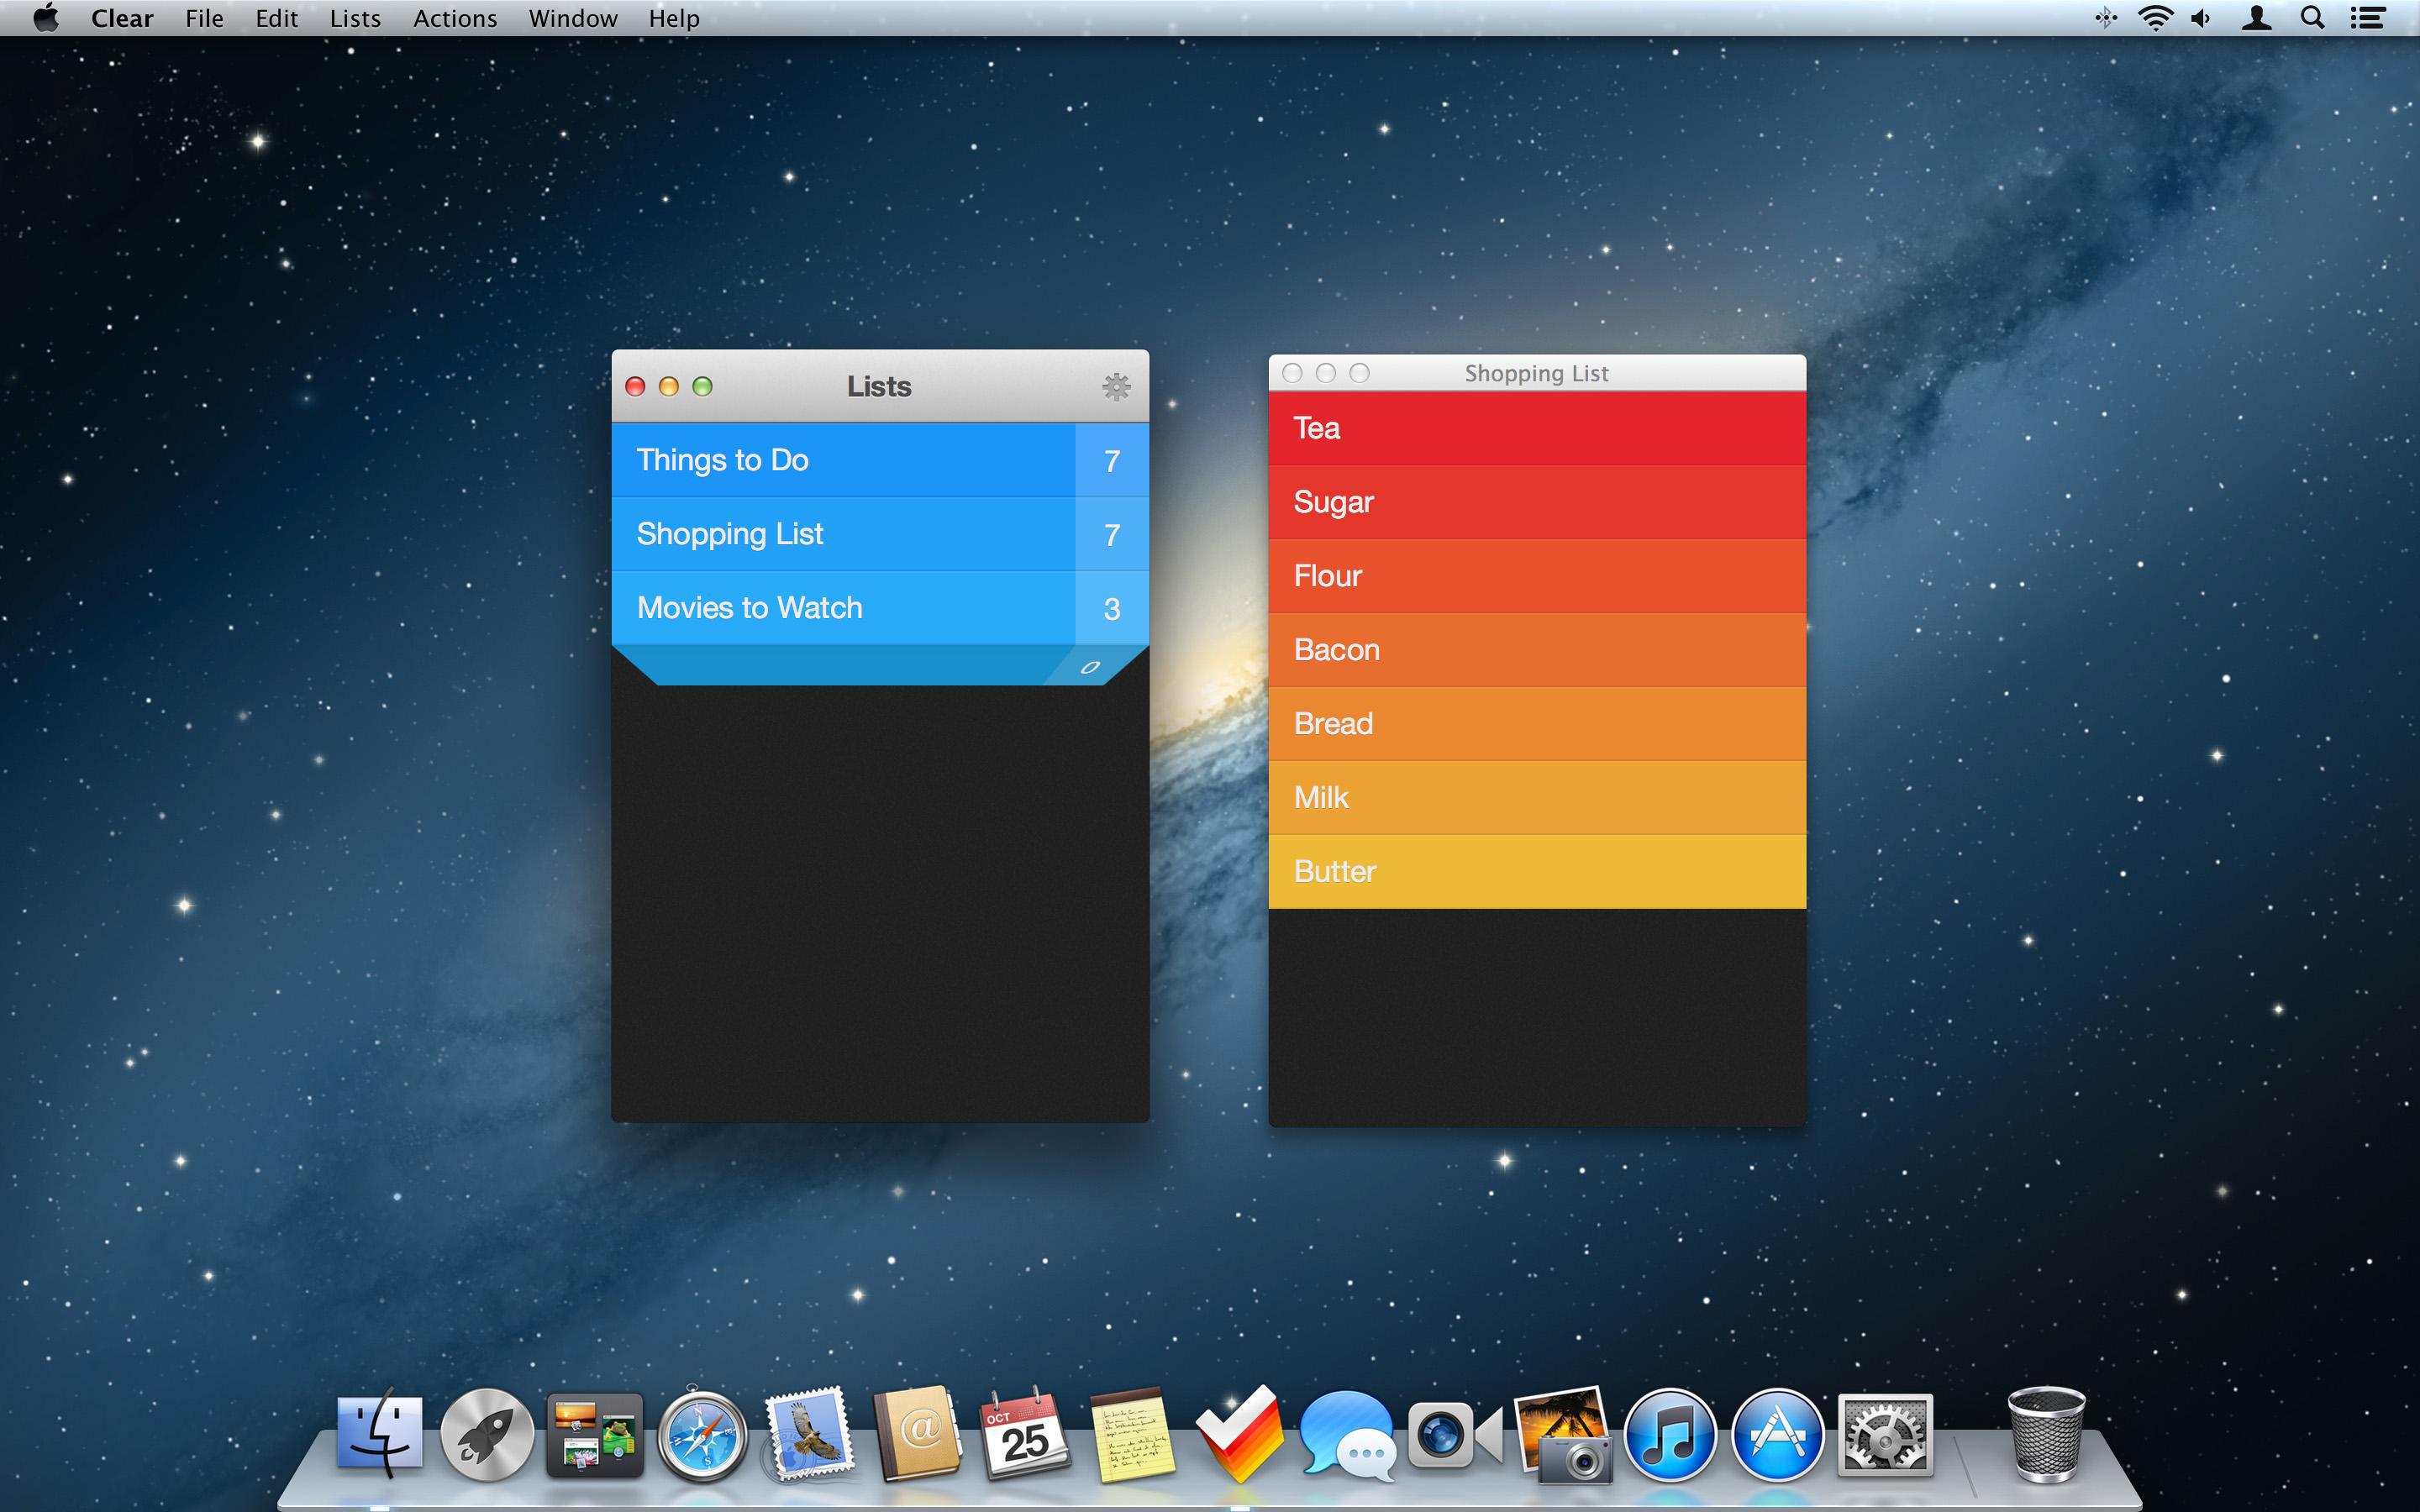 Clear File Edit Lists Actions Window Help
Lists
Things to Do 7
Shopping List 7
Movies to Watch 3
0
Shopping List
Tea
Sugar
Flour
Bacon
Bread
Milk
Butter
@
OCT
25